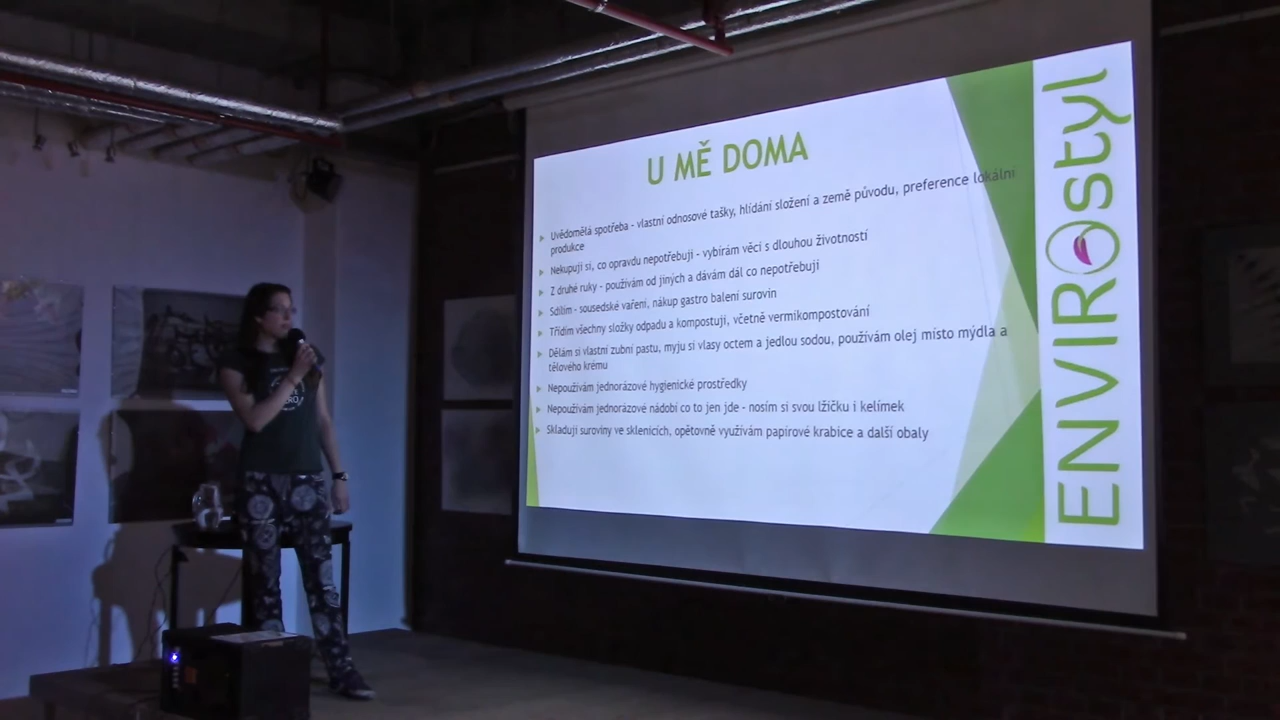 U MĚ DOMA
Uvědomělá spotřeba - vlastní odnosové tašky, hlídání složení a země původu, preference lokální
produkce
Nekupuji si, co opravdu nepotřebuji - vybírám věci s dlouhou životností
Z druhé ruky - používám od jiných a dávám dál co nepotřebuji
Sdílím - sousedské vaření, nákup gastro balení surovin
Třídím všechny složky odpadu a kompostuji, včetně vermikompostování
Dělám si vlastní zubní pastu, myju si vlasy octem a jedlou sodou, používám olej místo mýdla a
tělového krému
Nepoužívám jednorázové hygienické prostředky
Nepoužívám jednorázové nádobí co to jen jde - nosím si svou lžičku i kelímek
Skladuji suroviny ve sklenicích, opětovně využívám papírové krabice a další obaly
ENVIROstyl